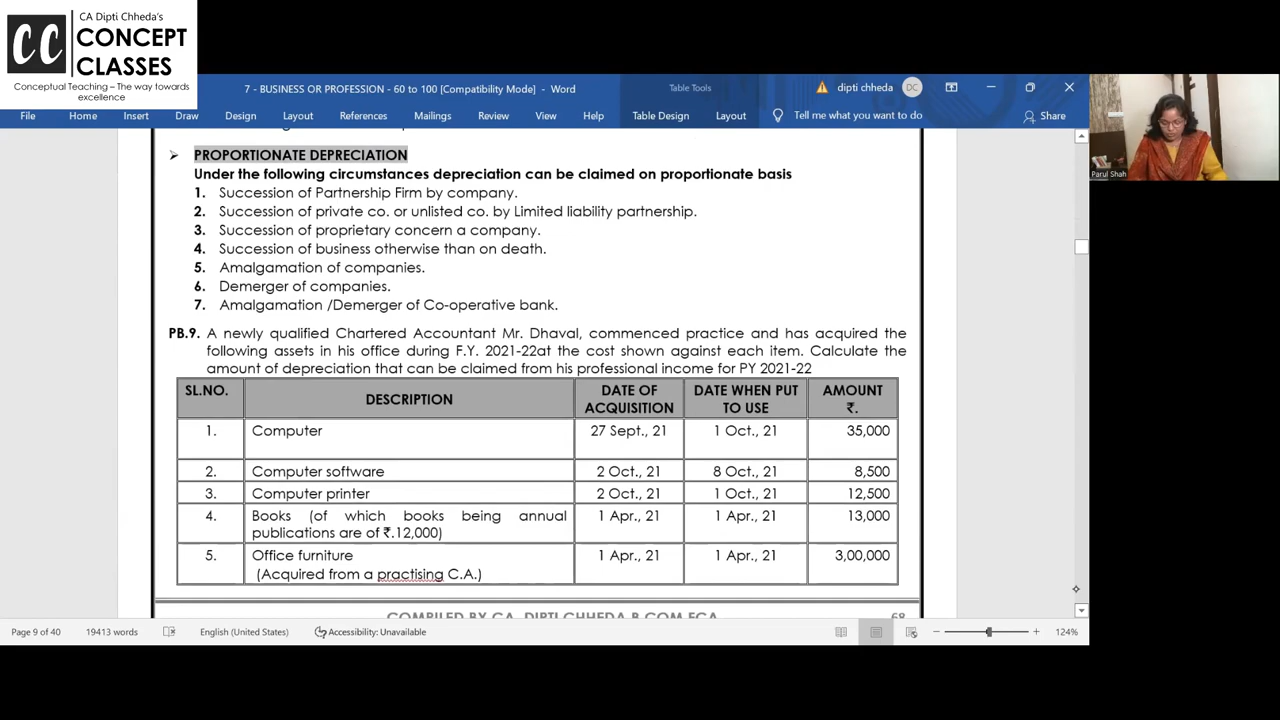 CA Dipti Chheda's
CONCEPT
CLASSES
CC
Conceptual Teaching – The way towards
excellence
7 - BUSINESS OR PROFESSION - 60 to 100 [Compatibility Mode] - Word
Table Tools
dipti chheda
DC
File Home Insert Draw Design Layout References Mailings Review View Help Table Design Layout Tell me what you want to do Share
Parul Shah
➢ PROPORTIONATE DEPRECIATION
Under the following circumstances depreciation can be claimed on proportionate basis
1. Succession of Partnership Firm by company.
2. Succession of private co. or unlisted co. by Limited liability partnership.
3. Succession of proprietary concern a company.
4. Succession of business otherwise than on death.
5. Amalgamation of companies.
6. Demerger of companies.
7. Amalgamation /Demerger of Co-operative bank.
PB.9. A newly qualified Chartered Accountant Mr. Dhaval, commenced practice and has acquired the
following assets in his office during F.Y. 2021-22at the cost shown against each item. Calculate the
amount of depreciation that can be claimed from his professional income for PY 2021-22
SL.NO. DESCRIPTION DATE OF ACQUISITION DATE WHEN PUT TO USE AMOUNT ₹.
1. Computer 27 Sept., 21 1 Oct., 21 35,000
2. Computer software 2 Oct., 21 8 Oct., 21 8,500
3. Computer printer 2 Oct., 21 1 Oct., 21 12,500
4. Books (of which books being annual 1 Apr., 21 1 Apr., 21 13,000
publications are of ₹.12,000)
5. Office furniture 1 Apr., 21 1 Apr., 21 3,00,000
(Acquired from a practising C.A.)
COMPILED BY CA. DIPTI CHHEDA B.COM FCA 68
Page 9 of 40 19413 words English (United States) Accessibility: Unavailable 124%